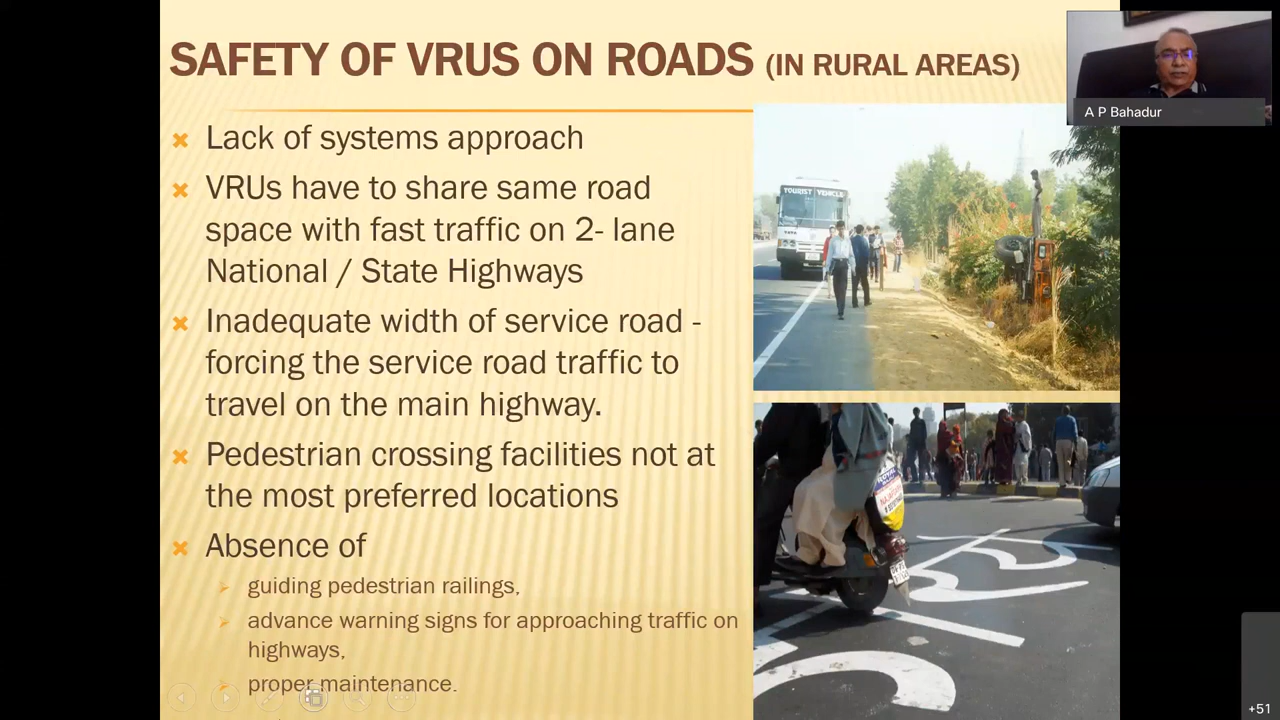 SAFETY OF VRUS ON ROADS (IN RURAL AREAS)
A P Bahadur
Lack of systems approach
VRUs have to share same road
space with fast traffic on 2- lane
National / State Highways
Inadequate width of service road -
forcing the service road traffic to
travel on the main highway.
Pedestrian crossing facilities not at
the most preferred locations
Absence of
guiding pedestrian railings,
advance warning signs for approaching traffic on
highways,
proper maintenance.
TOURIST VEHICLE
+51